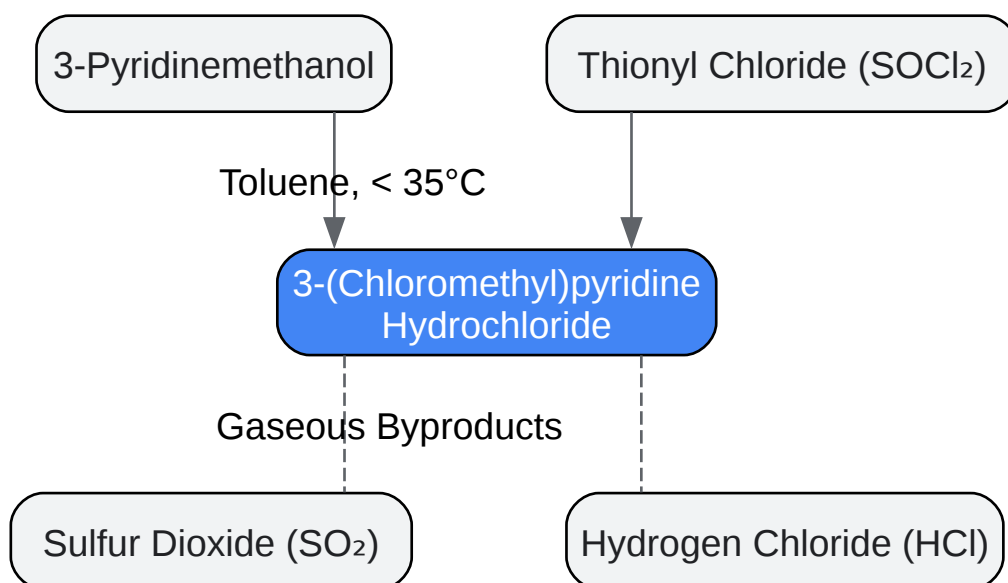 3-Pyridinemethanol
Thionyl Chloride (SOCl₂)
Toluene, < 35°C
3-(Chloromethyl)pyridine
Hydrochloride
Gaseous Byproducts
Sulfur Dioxide (SO₂)
Hydrogen Chloride (HCl)